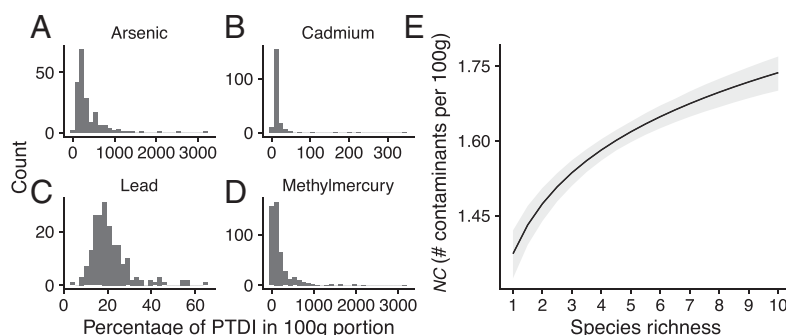 A
Arsenic
50
0
0 1000 2000 3000
B
Cadmium
100
0
0 100 200 300
Count
C
Lead
20
0
0 20 40 60
D
Methylmercury
100
0
0 1000 2000 3000
Percentage of PTDI in 100g portion
E
NC (# contaminants per 100g)
1.75
1.60
1.45
1 2 3 4 5 6 7 8 9 10
Species richness